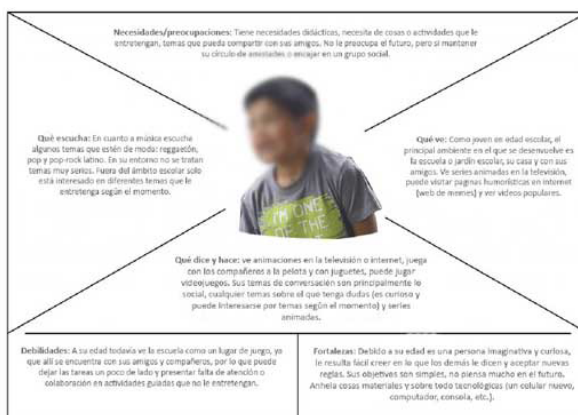 Necesidades/preocupaciones: Tiene necesidades didácticas, necesita de cosas o actividades que le
entretengan, temas que pueda compartir con sus amigos. No le preocupa el futuro, pero si mantener
su círculo de amistades o encajar en un grupo social.
Qué escucha: En cuanto a música escuche
algunos temas que estén de moda: reggaetón,
pop y pop-rock latino. En su entorno no se tratan
temas muy serios. Fuera del ámbito escolar solo
está interesado en diferentes temas que le
entretenga según el momento.
Qué ve: Como joven en edad escolar, el
principal ambiente en el que se desenvuelve es
la escuela o jardín escolar, su casa y con sus
amigos. Ve series animadas en la televisión,
puede visitar paginas humorísticas en internet
(web de memes) y ver videos populares.
I'M ONE
OF THE
Qué dice y hace: ve animaciones en la televisión o internet, juega
con los compañeros a la pelota y con juguetes, puede jugar
videojuegos. Sus temas de conversación son principalmente lo
social, cualquier temas sobre el que tenga dudas (es curioso y
puede interesarse por temas según el momento) y series
animadas.
Debilidades: A su edad todavía ve la escuela como un lugar de juego, ya
que allí se encuentra con sus amigos y compañeros, por lo que puede
dejar las tareas un poco de lado y presentar falta de atención o
colaboración en actividades guiadas que no le entretengan.
Fortalezas: Debido a su edad es una persona imaginativa y curiosa,
le resulta fácil creer en lo que los demás le dicen y aceptar nuevas
reglas. Sus objetivos son simples, no piensa mucho en el futuro.
Anhela cosas materiales y sobre todo tecnológicas (un celular nuevo,
computador, consola, etc.).